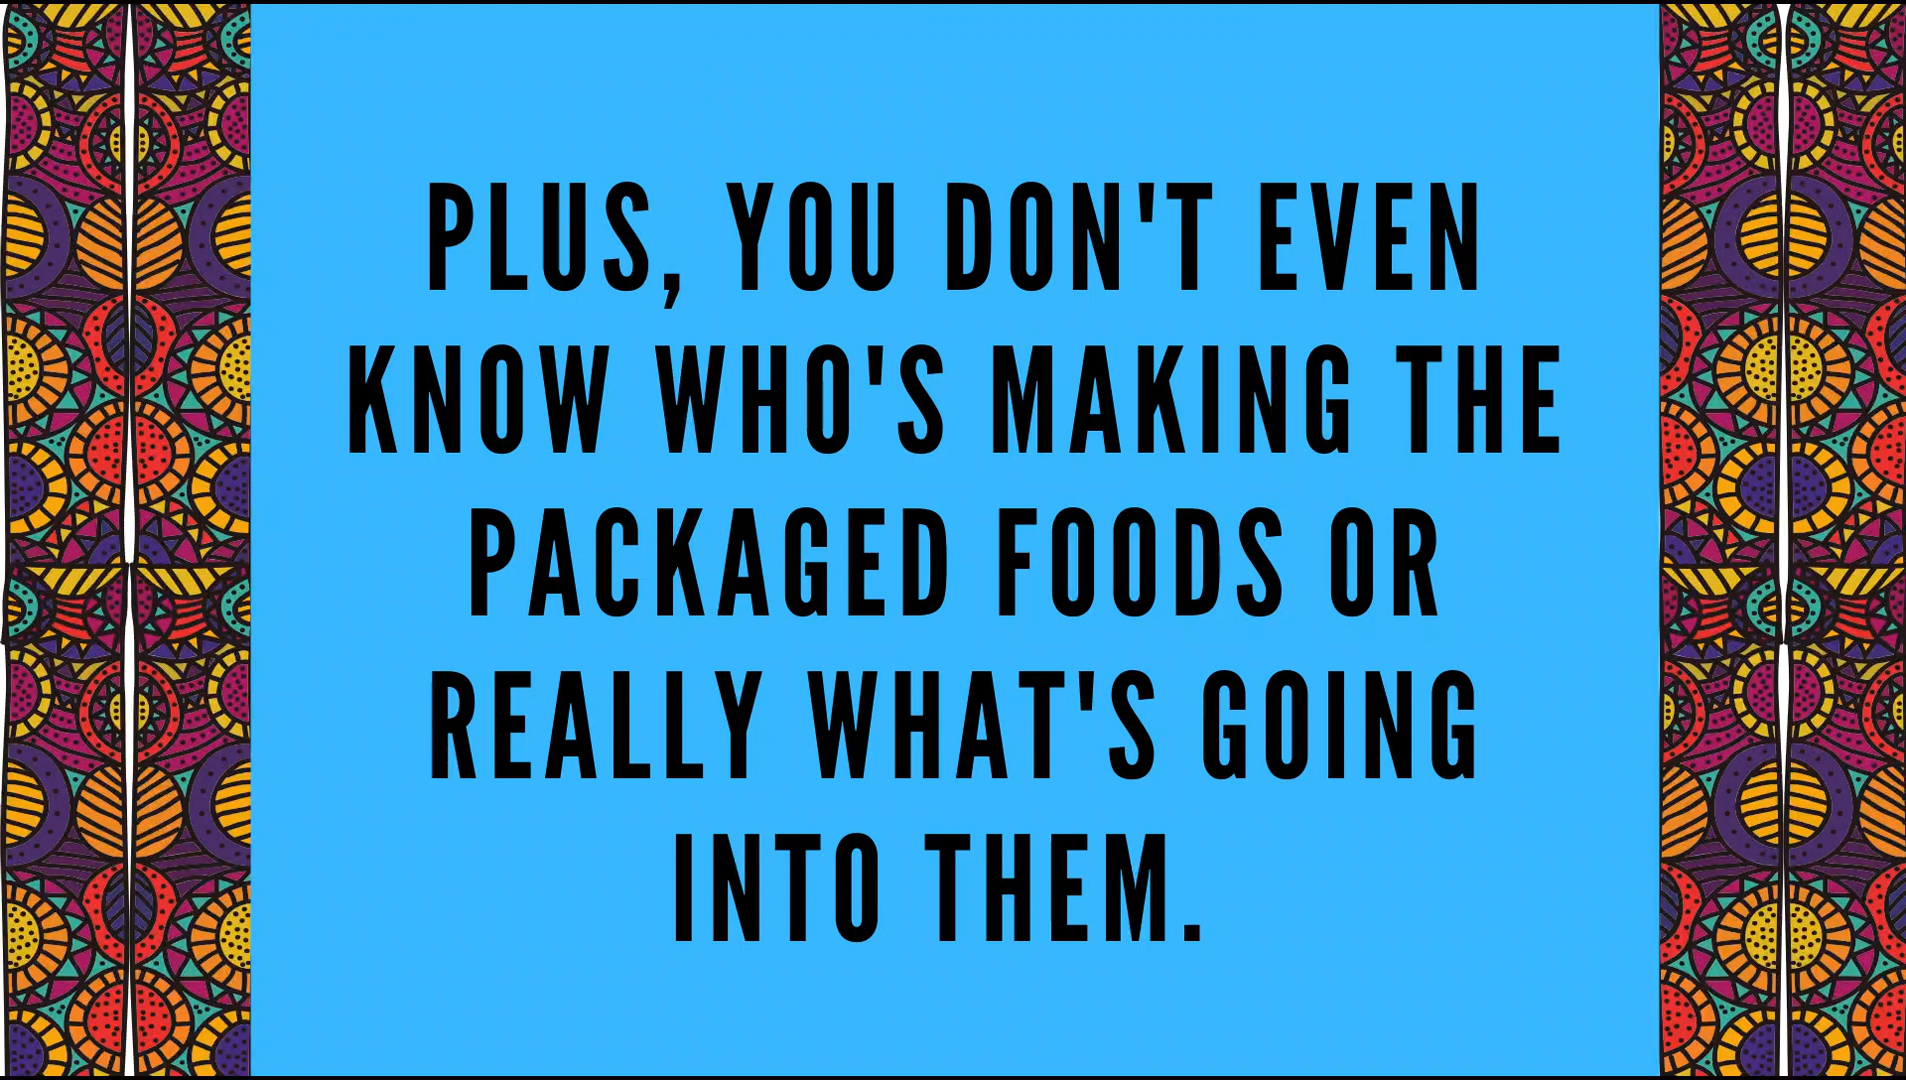 PLUS, YOU DON'T EVEN
KNOW WHO'S MAKING THE
PACKAGED FOODS OR
REALLY WHAT'S GOING
INTO THEM.